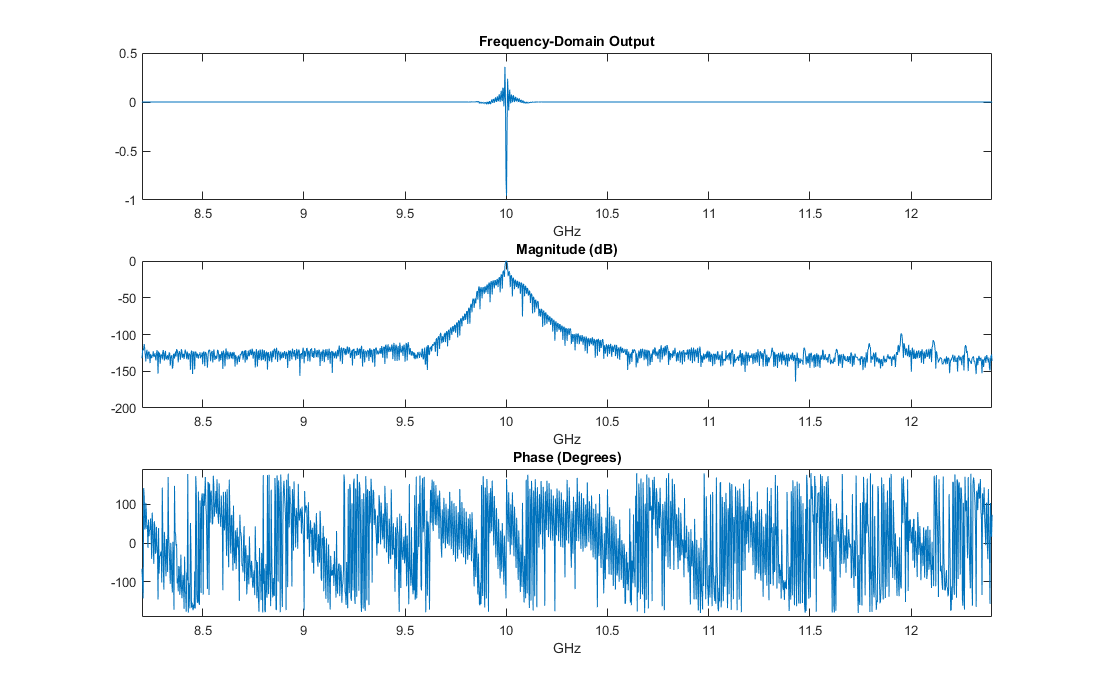 Frequency-Domain Output
0.5
0
-0.5
-1
8.5 9 9.5 10 10.5 11 11.5 12
GHz
Magnitude (dB)
0
-50
-100
-150
-200
8.5 9 9.5 10 10.5 11 11.5 12
GHz
Phase (Degrees)
100
0
-100
8.5 9 9.5 10 10.5 11 11.5 12
GHz